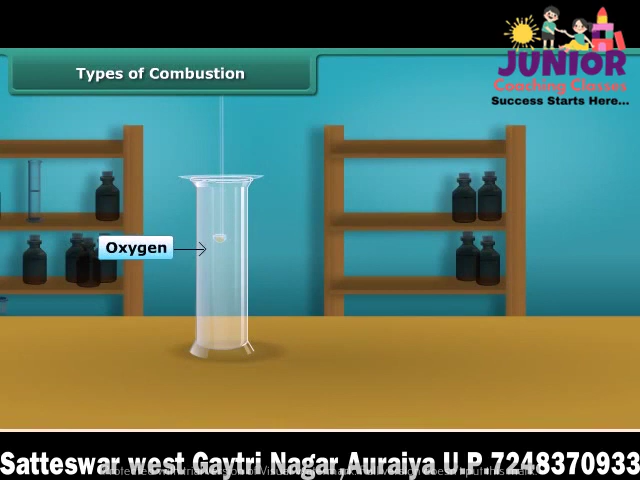 Types of Combustion
JUNIOR
Coaching Classes
Success Starts Here...
Oxygen
Satteswar west Gaytri Nagar,Auraiya U.P.7248370933